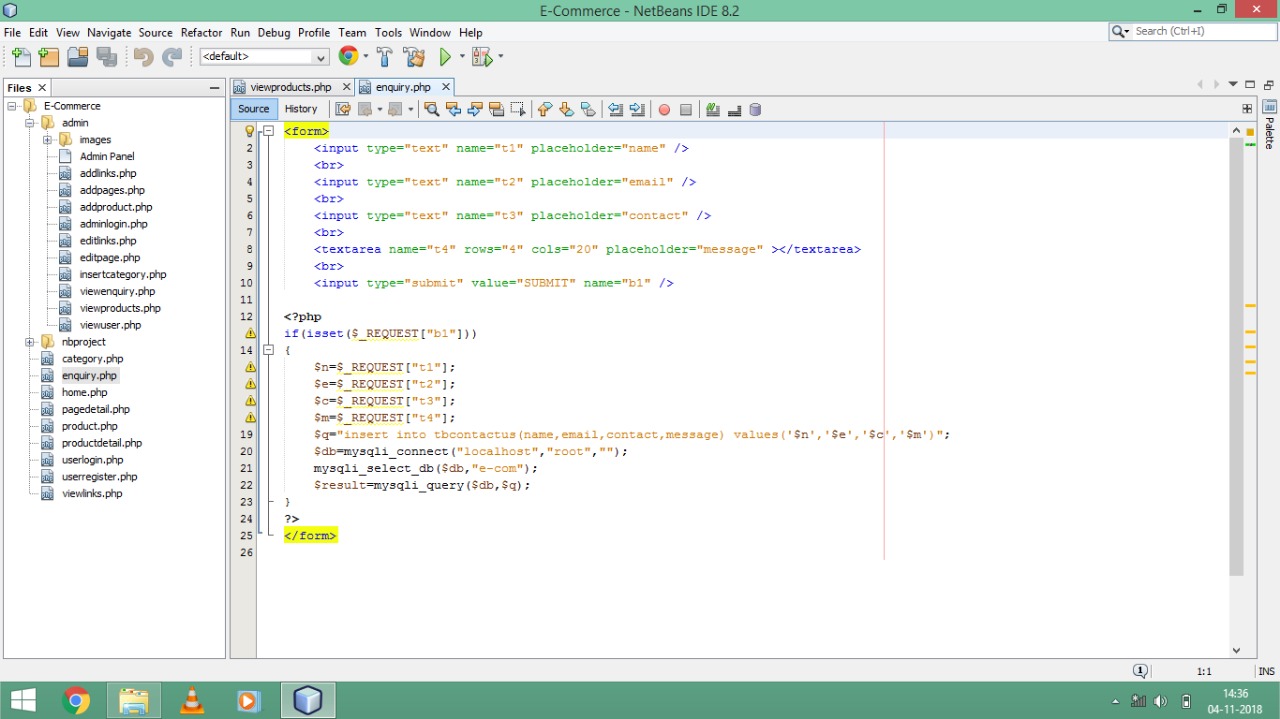 E-Commerce - NetBeans IDE 8.2
File Edit View Navigate Source Refactor Run Debug Profile Team Tools Window Help
Search (Ctrl+I)
<default>
Files
E-Commerce
admin
images
Admin Panel
addlinks.php
addpages.php
addproduct.php
adminlogin.php
editlinks.php
editpage.php
insertcategory.php
viewenquiry.php
viewproducts.php
viewuser.php
nbproject
category.php
enquiry.php
home.php
pagedetail.php
product.php
productdetail.php
userlogin.php
userregister.php
viewlinks.php
viewproducts.php enquiry.php
Source History
<form>
2 <input type="text" name="t1" placeholder="name" />
3 <br>
4 <input type="text" name="t2" placeholder="email" />
5 <br>
6 <input type="text" name="t3" placeholder="contact" />
7 <br>
8 <textarea name="t4" rows="4" cols="20" placeholder="message" ></textarea>
9 <br>
10 <input type="submit" value="SUBMIT" name="b1" />
11
12 <?php
if(isset($_REQUEST["b1"]))
14 {
$n=$_REQUEST["t1"];
$e=$_REQUEST["t2"];
$c=$_REQUEST["t3"];
$m=$_REQUEST["t4"];
19 $q="insert into tbcontactus(name,email,contact,message) values('$n','$e','$c','$m')";
20 $db=mysqli_connect("localhost","root","");
21 mysqli_select_db($db,"e-com");
22 $result=mysqli_query($db,$q);
23 }
24 ?>
25 </form>
26
Palette
1:1 INS
14:36
04-11-2018